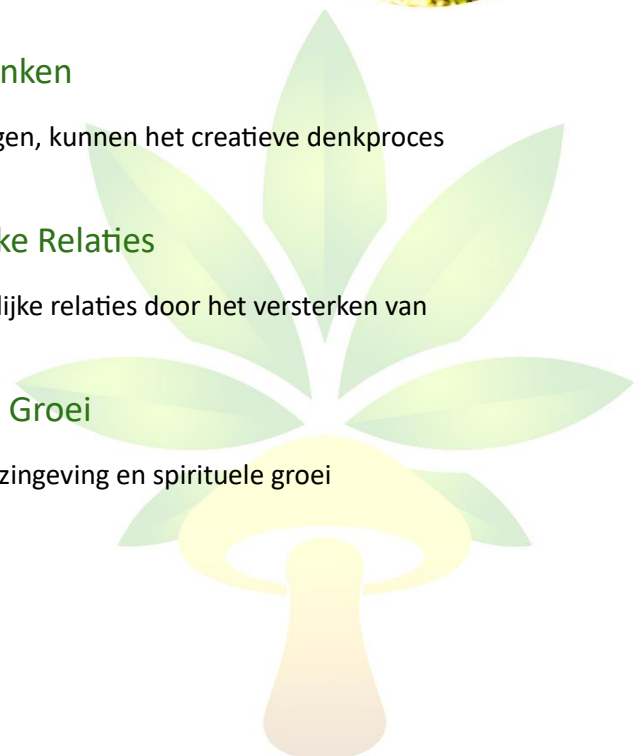 nken
gen, kunnen het creatieve denkproces
ke Relaties
lijke relaties door het versterken van
Groei
zingeving en spirituele groei